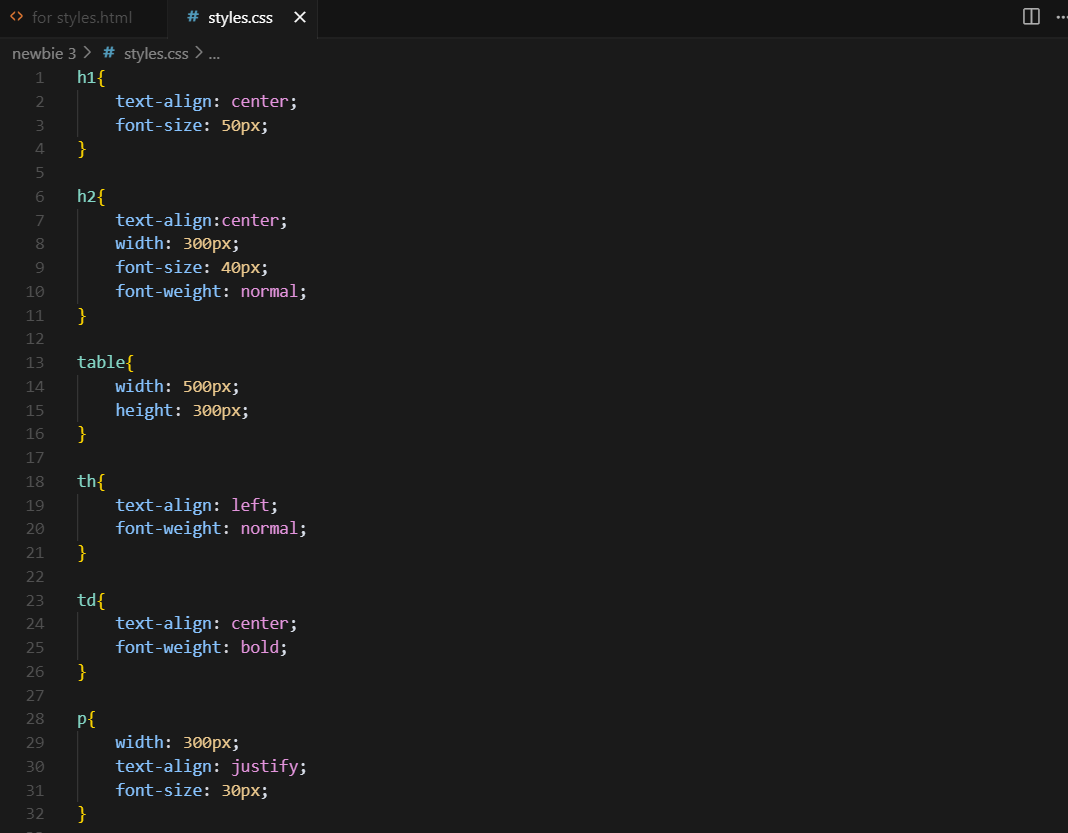 for styles.html
# styles.css
newbie 3 > # styles.css > ...
1 h1{
2     text-align: center;
3     font-size: 50px;
4 }
5
6 h2{
7     text-align:center;
8     width: 300px;
9     font-size: 40px;
10     font-weight: normal;
11 }
12
13 table{
14     width: 500px;
15     height: 300px;
16 }
17
18 th{
19     text-align: left;
20     font-weight: normal;
21 }
22
23 td{
24     text-align: center;
25     font-weight: bold;
26 }
27
28 p{
29     width: 300px;
30     text-align: justify;
31     font-size: 30px;
32 }